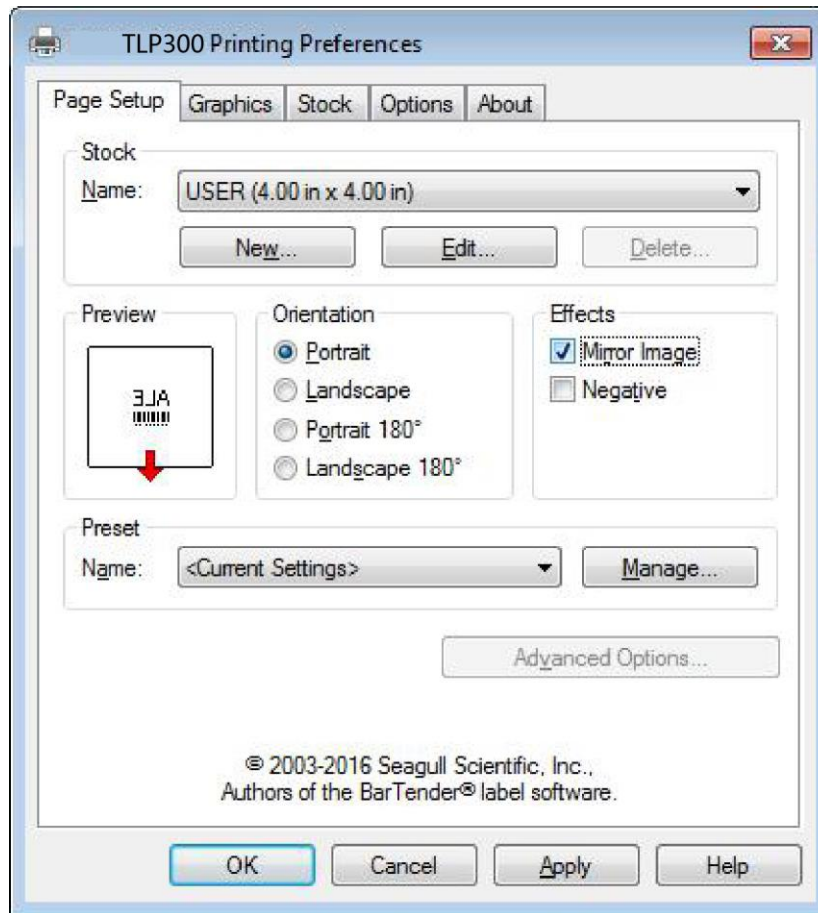 TLP300 Printing Preferences
Page Setup Graphics Stock Options About
Stock
Name: USER (4.00 in x 4.00 in)
New... Edit... Delete...
Preview Orientation Effects
Portrait Mirror Image
Landscape Negative
Portrait 180°
Landscape 180°
ALE
Preset
Name: <Current Settings> Manage...
Advanced Options...
© 2003-2016 Seagull Scientific, Inc.,
Authors of the BarTender® label software.
OK Cancel Apply Help